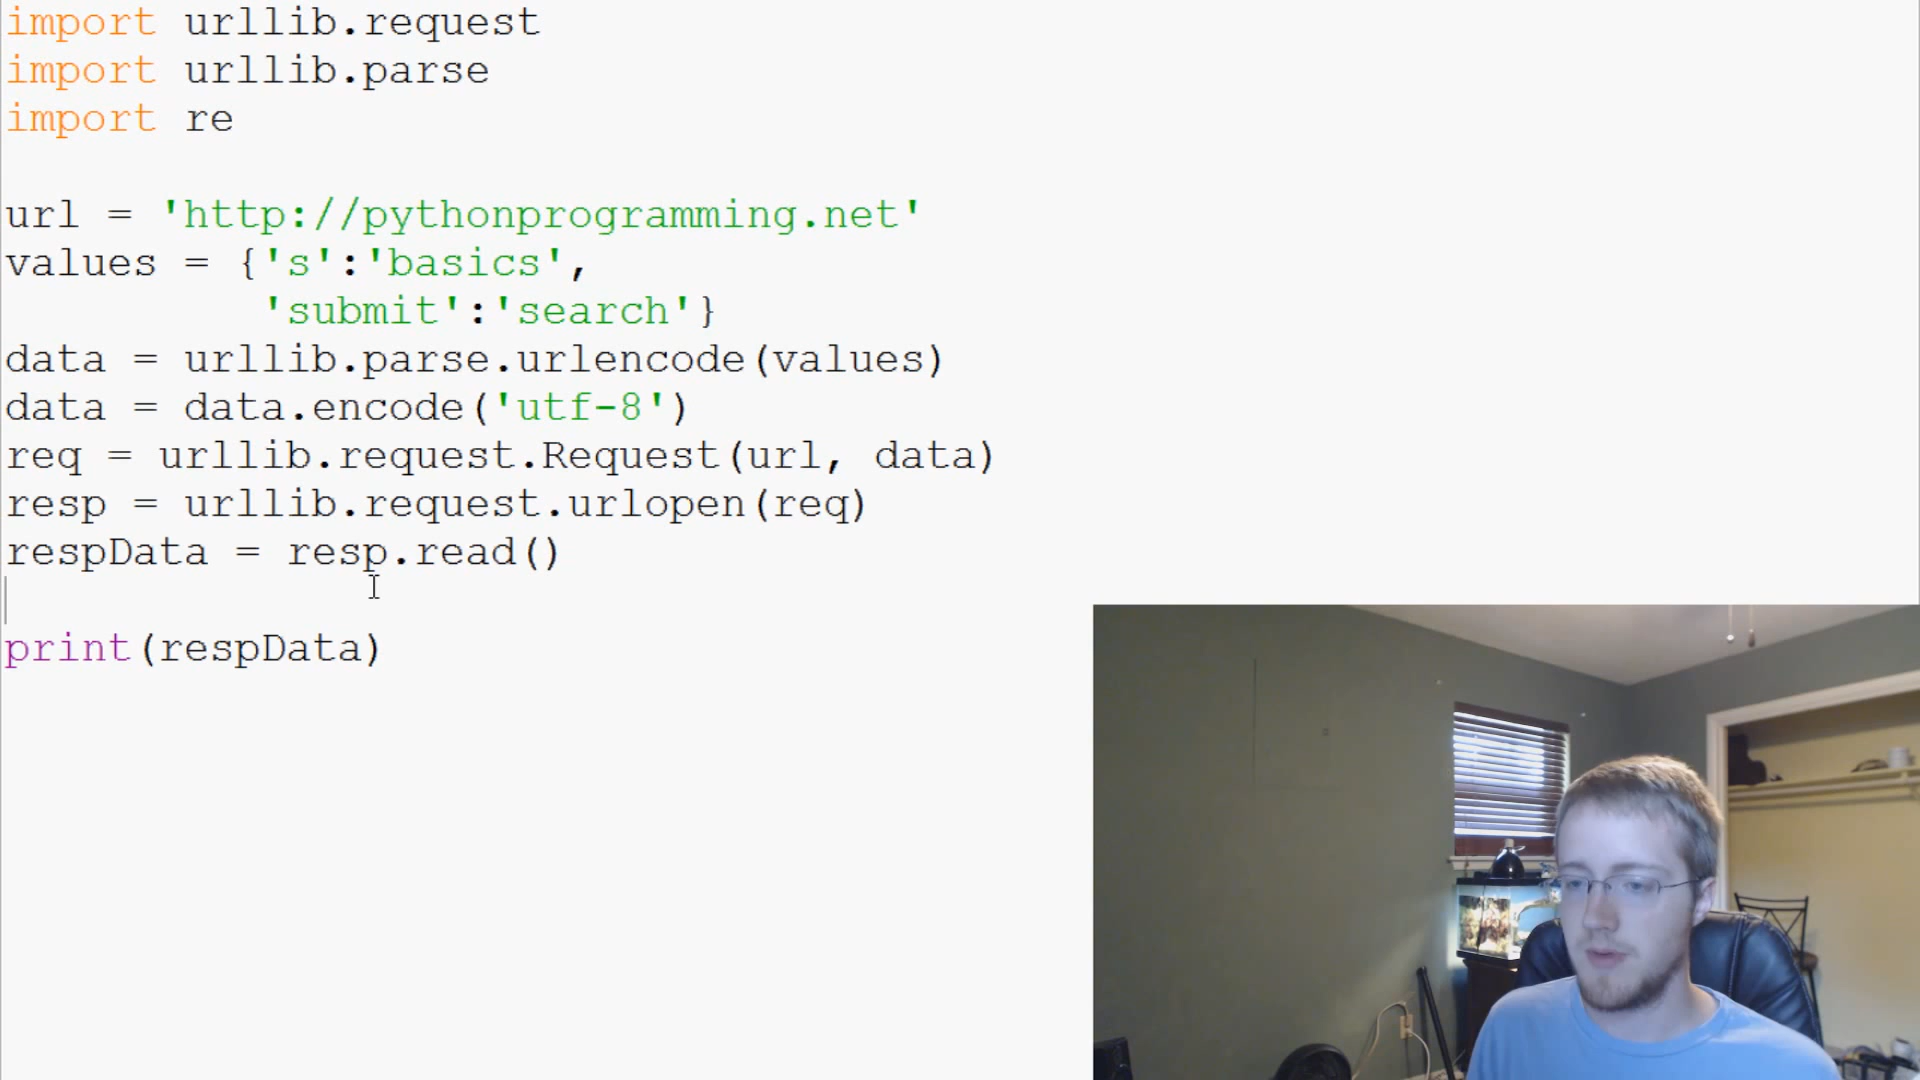 import urllib.request
import urllib.parse
import re
url = 'http://pythonprogramming.net'
values = {'s':'basics',
'submit':'search'}
data = urllib.parse.urlencode(values)
data = data.encode('utf-8')
req = urllib.request.Request(url, data)
resp = urllib.request.urlopen(req)
respData = resp.read()
print(respData)